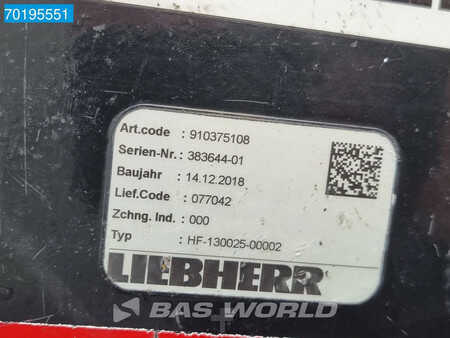 70195551
Art.code : 910375108
Serien-Nr.: 383644-01
Baujahr : 14.12.2018
Lief.Code : 077042
Zchng. Ind. : 000
Typ : HF-130025-00002
LIEBHERR
BAS WORLD